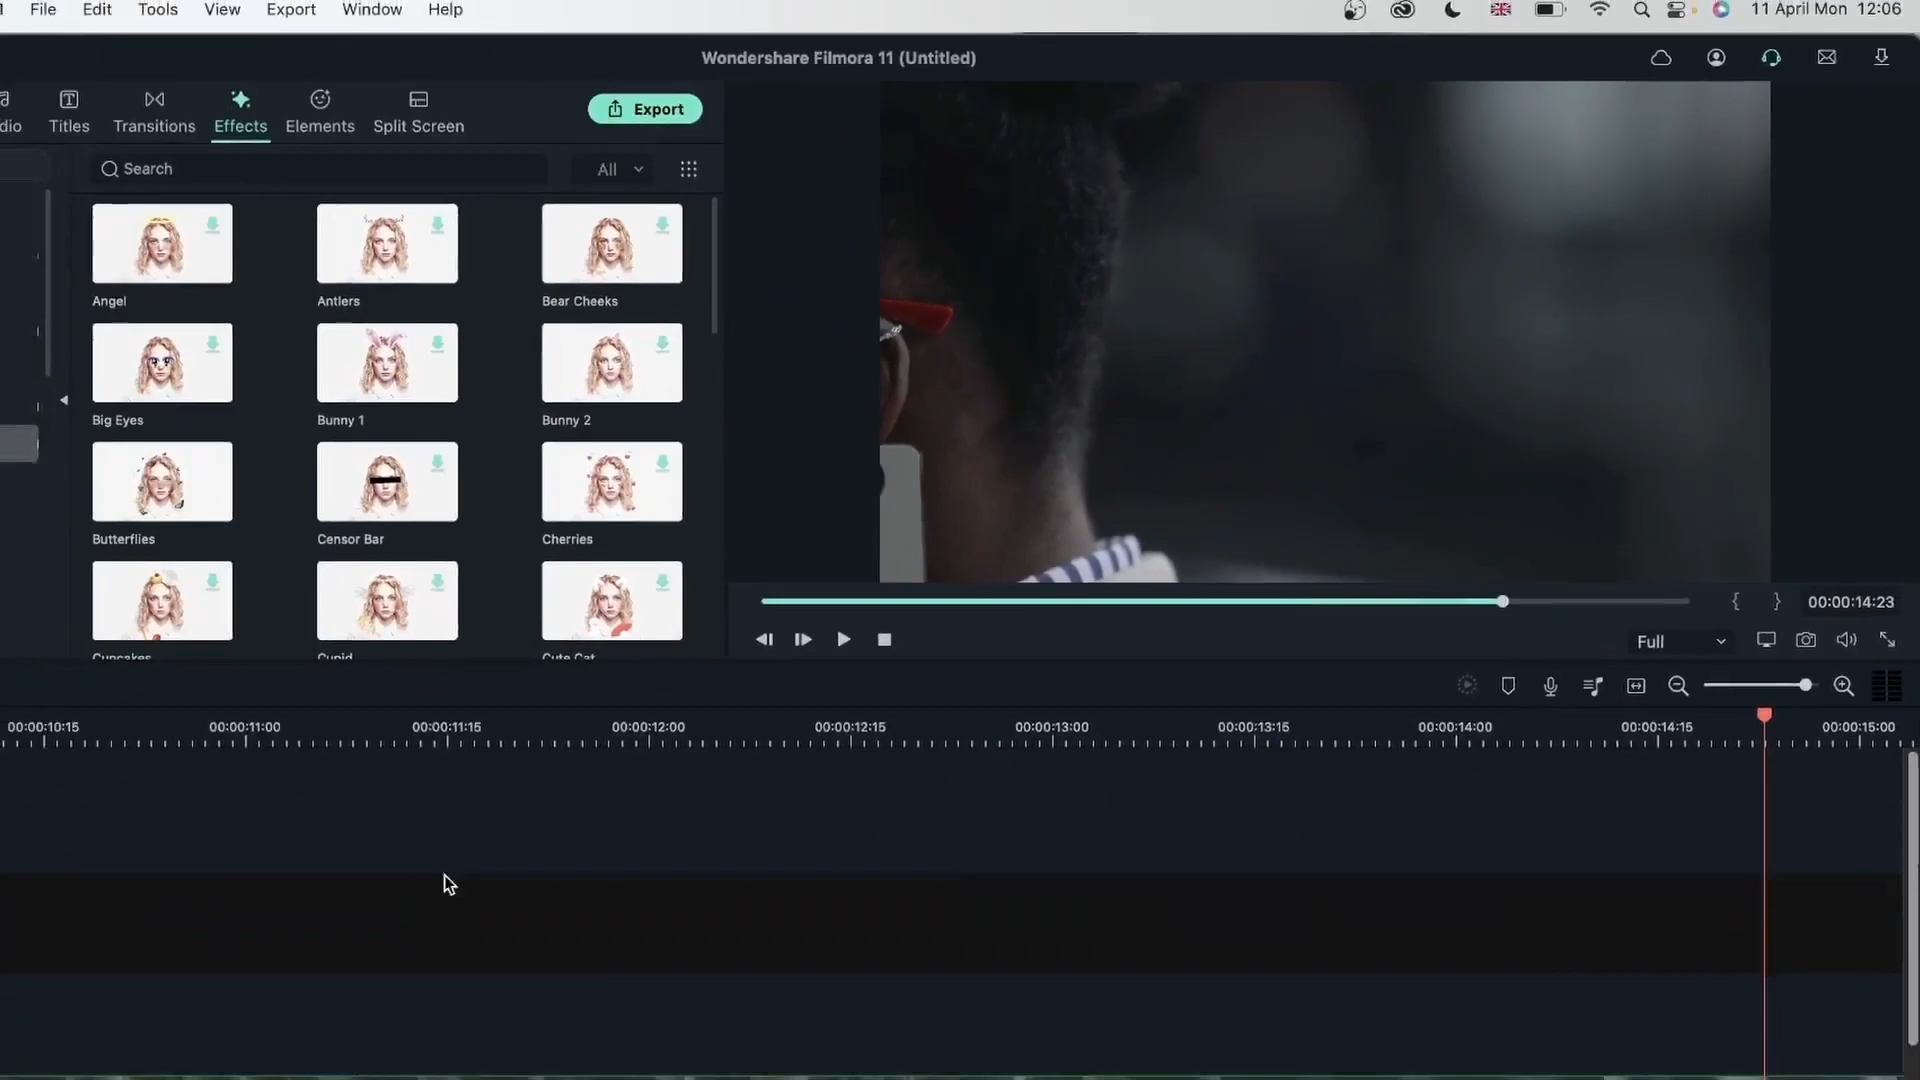 File Edit Tools View Export Window Help 11 April Mon 12:06
Wondershare Filmora 11 (Untitled)
Titles Transitions Effects Elements Split Screen Export
Search All
Angel Antlers Bear Cheeks
Big Eyes Bunny 1 Bunny 2
Butterflies Censor Bar Cherries
Cupcakes Cupid Cute Cat
{ } 00:00:14:23
Full
00:00:10:15 00:00:11:00 00:00:11:15 00:00:12:00 00:00:12:15 00:00:13:00 00:00:13:15 00:00:14:00 00:00:14:15 00:00:15:00